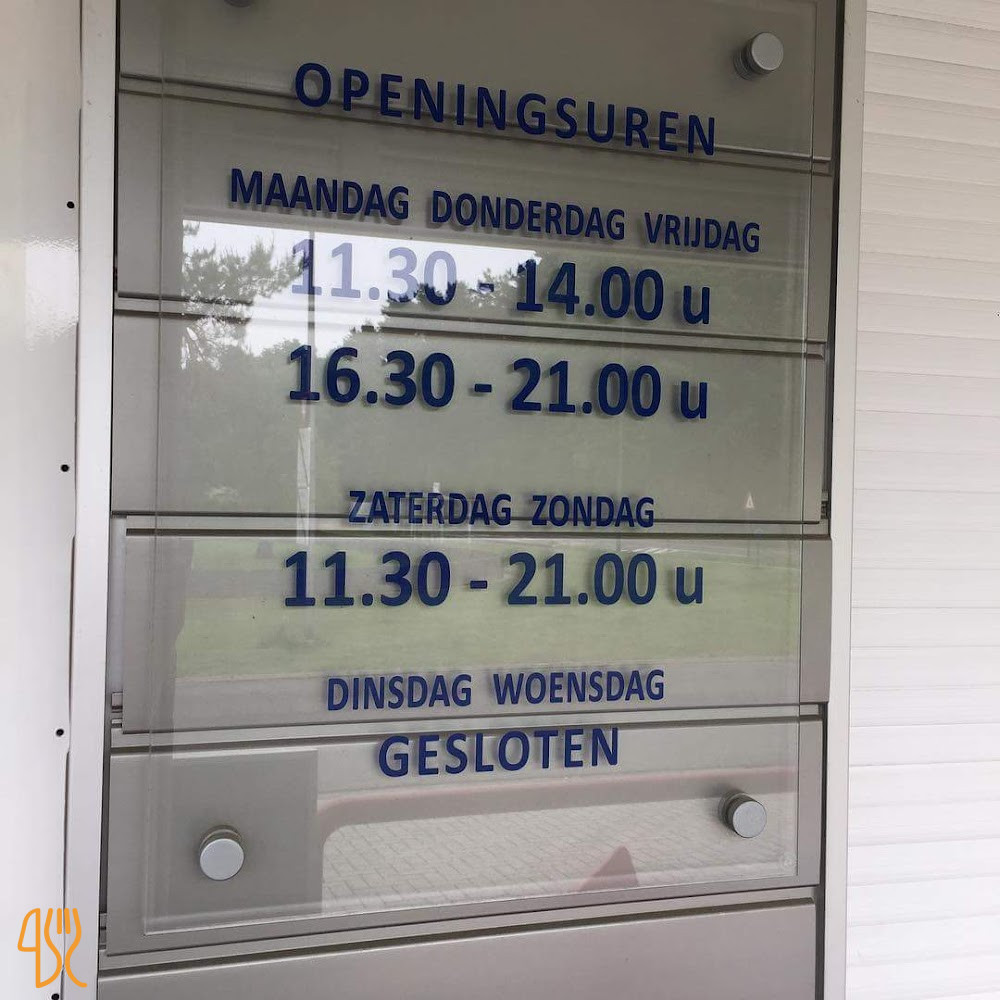 OPENINGSUREN
MAANDAG DONDERDAG VRIJDAG
11.30 - 14.00 u
16.30 - 21.00 u
ZATERDAG ZONDAG
11.30 - 21.00 u
DINSDAG WOENSDAG
GESLOTEN